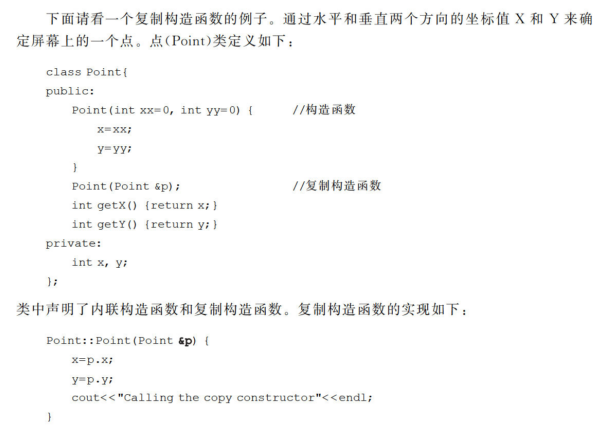 下面请看一个复制构造函数的例子。通过水平和垂直两个方向的坐标值 X 和 Y 来确
定屏幕上的一个点。点(Point)类定义如下：
class Point{
public:
Point(int xx=0, int yy=0) { //构造函数
x=xx;
y=yy;
}
Point(Point &p); //复制构造函数
int getX() {return x;}
int getY() {return y;}
private:
int x, y;
};
类中声明了内联构造函数和复制构造函数。复制构造函数的实现如下：
Point::Point(Point &p) {
x=p.x;
y=p.y;
cout<<"Calling the copy constructor"<<endl;
}